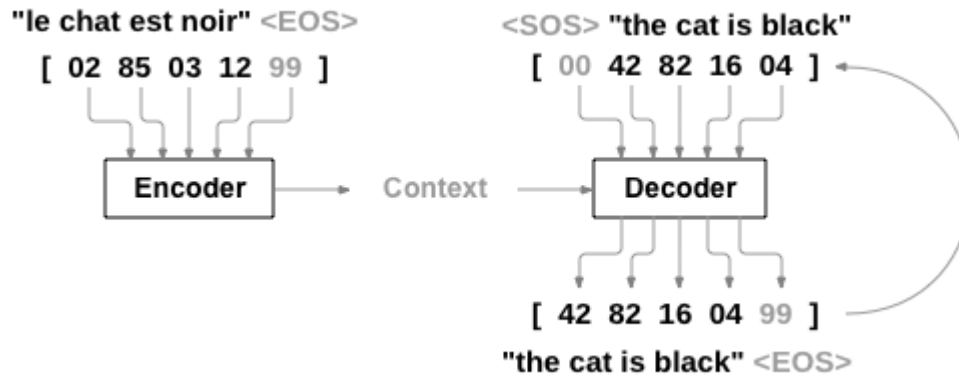 "le chat est noir" <EOS>
[ 02 85 03 12 99 ]
Encoder
Context
<SOS> "the cat is black"
[ 00 42 82 16 04 ]
Decoder
[ 42 82 16 04 99 ]
"the cat is black" <EOS>